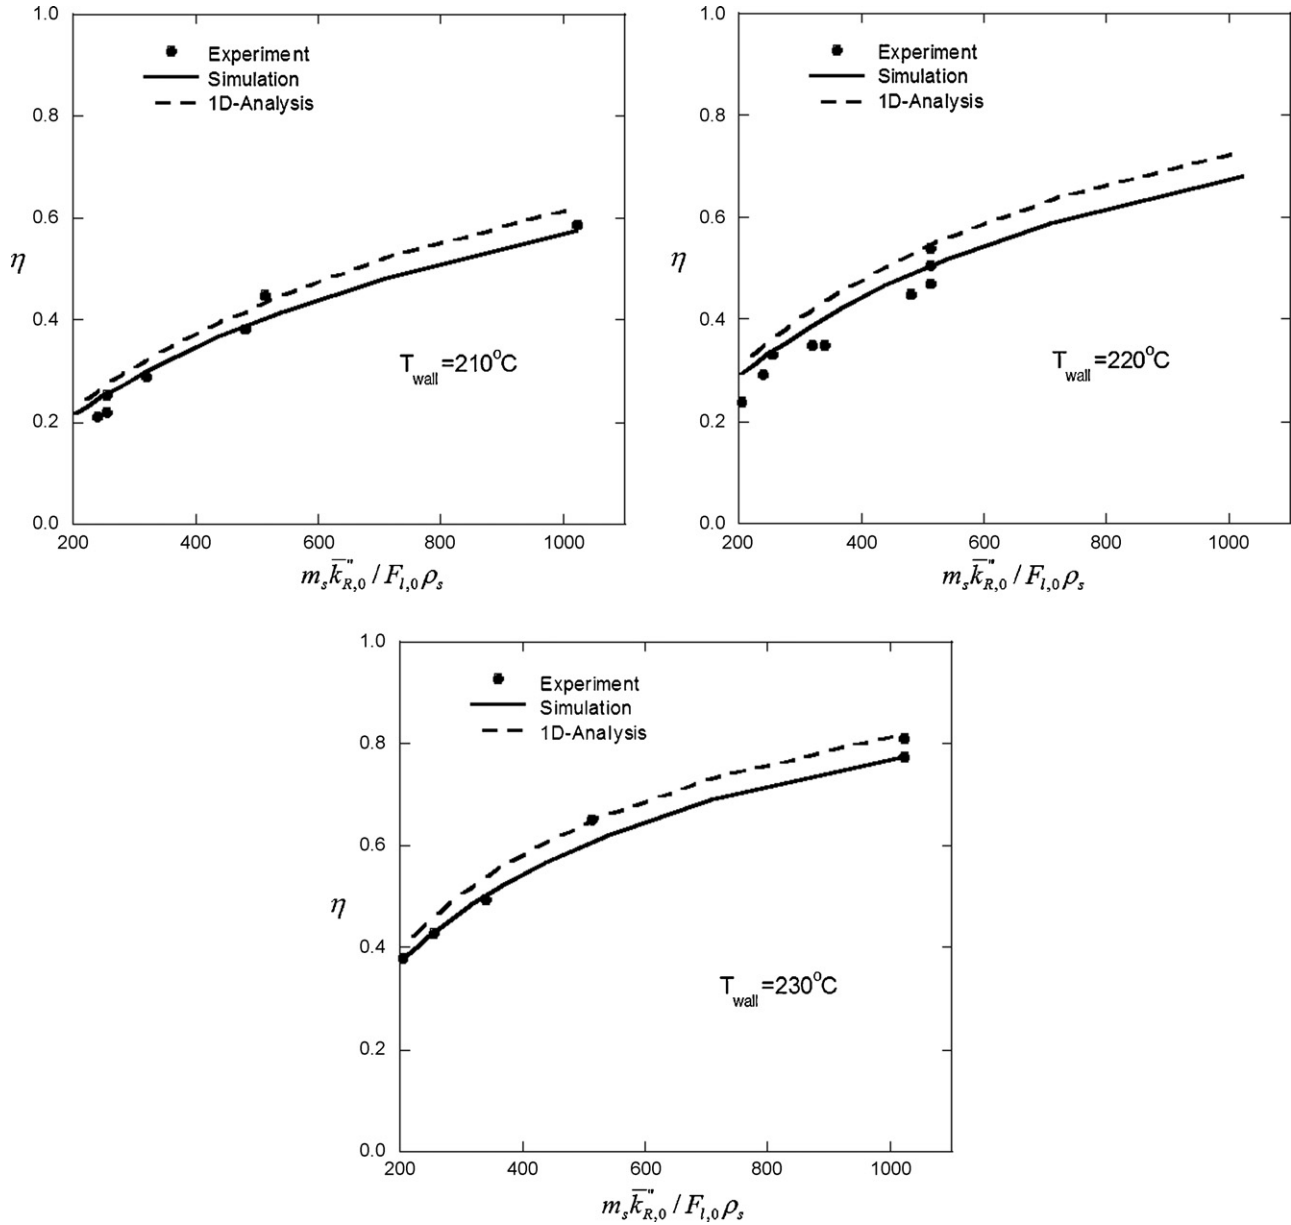 1.0
0.8
0.6
0.4
0.2
0.0
η
Experiment
Simulation
1D-Analysis
T_wall=210°C
200 400 600 800 1000
m_s k̅''_R,0 / F_l,0 ρ_s
1.0
0.8
0.6
0.4
0.2
0.0
η
Experiment
Simulation
1D-Analysis
T_wall=220°C
200 400 600 800 1000
m_s k̅''_R,0 / F_l,0 ρ_s
1.0
0.8
0.6
0.4
0.2
0.0
η
Experiment
Simulation
1D-Analysis
T_wall=230°C
200 400 600 800 1000
m_s k̅''_R,0 / F_l,0 ρ_s